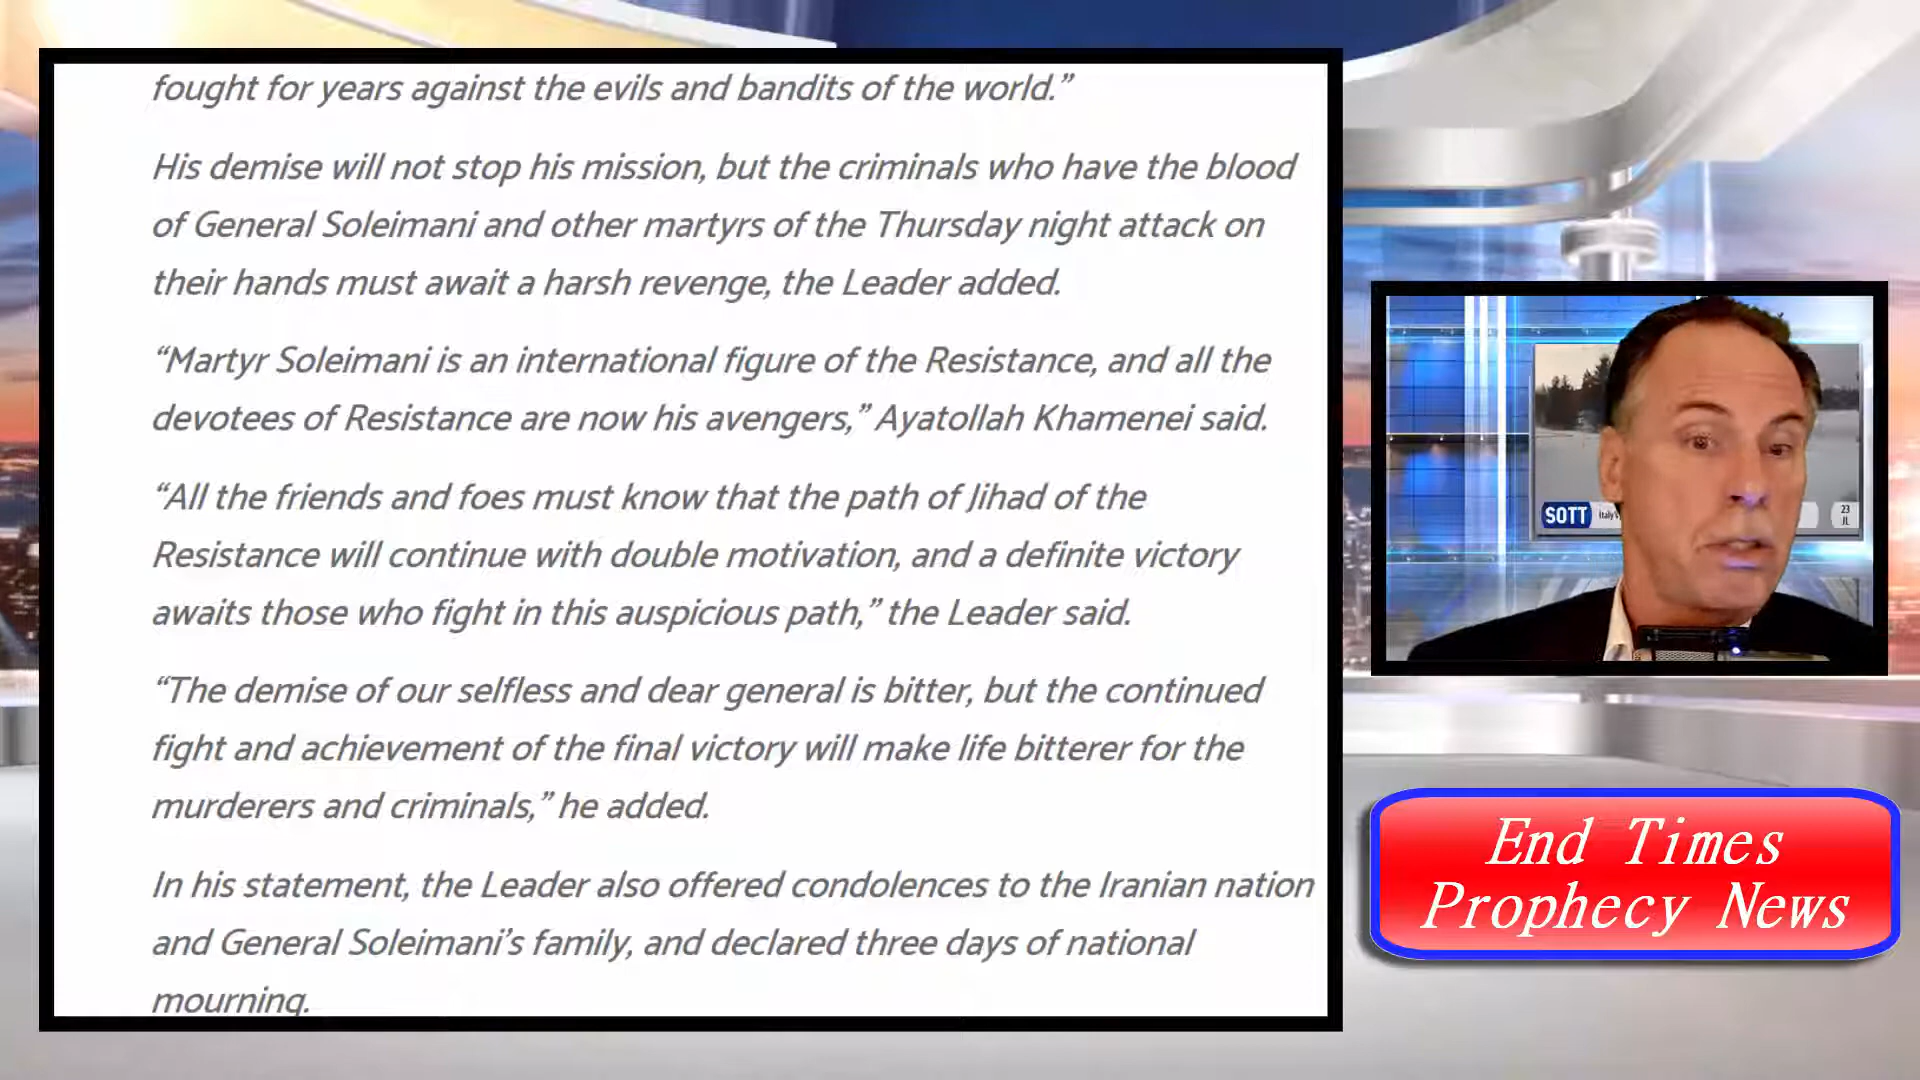 fought for years against the evils and bandits of the world.”
His demise will not stop his mission, but the criminals who have the blood
of General Soleimani and other martyrs of the Thursday night attack on
their hands must await a harsh revenge, the Leader added.
“Martyr Soleimani is an international figure of the Resistance, and all the
devotees of Resistance are now his avengers,” Ayatollah Khamenei said.
“All the friends and foes must know that the path of Jihad of the
Resistance will continue with double motivation, and a definite victory
awaits those who fight in this auspicious path,” the Leader said.
“The demise of our selfless and dear general is bitter, but the continued
fight and achievement of the final victory will make life bitterer for the
murderers and criminals,” he added.
In his statement, the Leader also offered condolences to the Iranian nation
and General Soleimani’s family, and declared three days of national
mourning.
SOTT
23
JL
End Times
Prophecy News